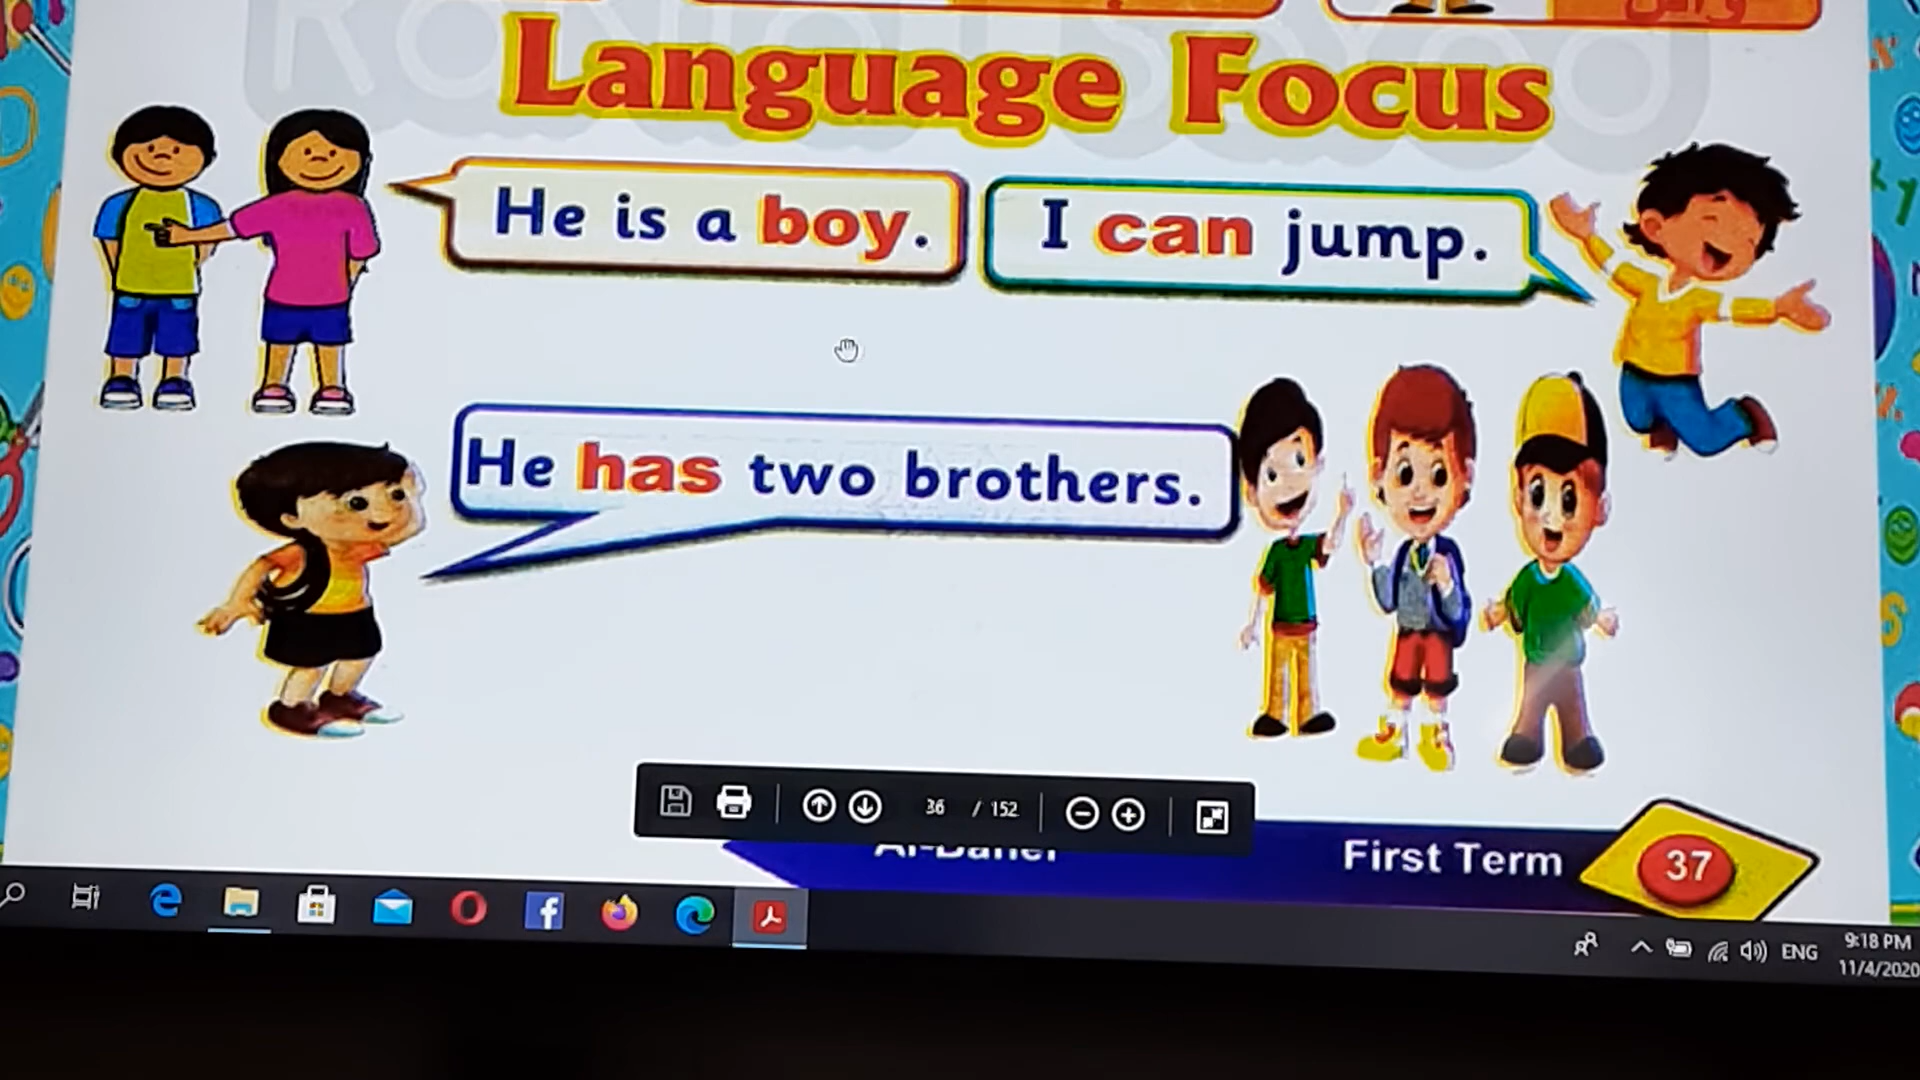 Language Focus
He is a boy.
I can jump.
He has two brothers.
36 / 152
First Term
37
ENG
9:18 PM
11/4/2020